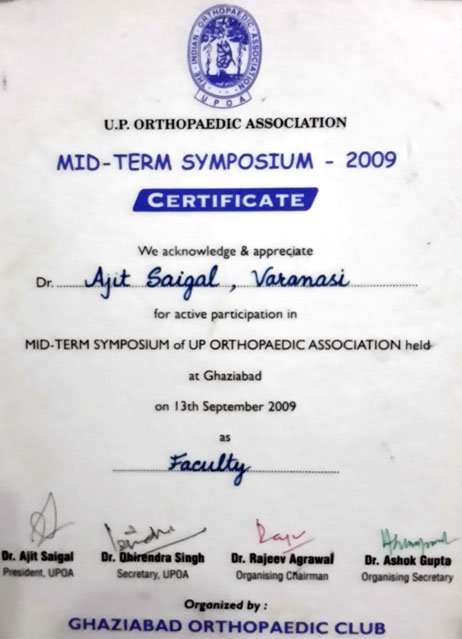 THE INDIAN ORTHOPAEDIC ASSOCIATION
UPOA
U.P. ORTHOPAEDIC ASSOCIATION
MID-TERM SYMPOSIUM - 2009
CERTIFICATE
We acknowledge & appreciate
Dr. Ajit Saigal, Varanasi
for active participation in
MID-TERM SYMPOSIUM of UP ORTHOPAEDIC ASSOCIATION held
at Ghaziabad
on 13th September 2009
as
Faculty
Dr. Ajit Saigal Dr. Dhirendra Singh Dr. Rajeev Agrawal Dr. Ashok Gupta
President, UPOA Secretary, UPOA Organising Chairman Organising Secretary
Organized by :
GHAZIABAD ORTHOPAEDIC CLUB